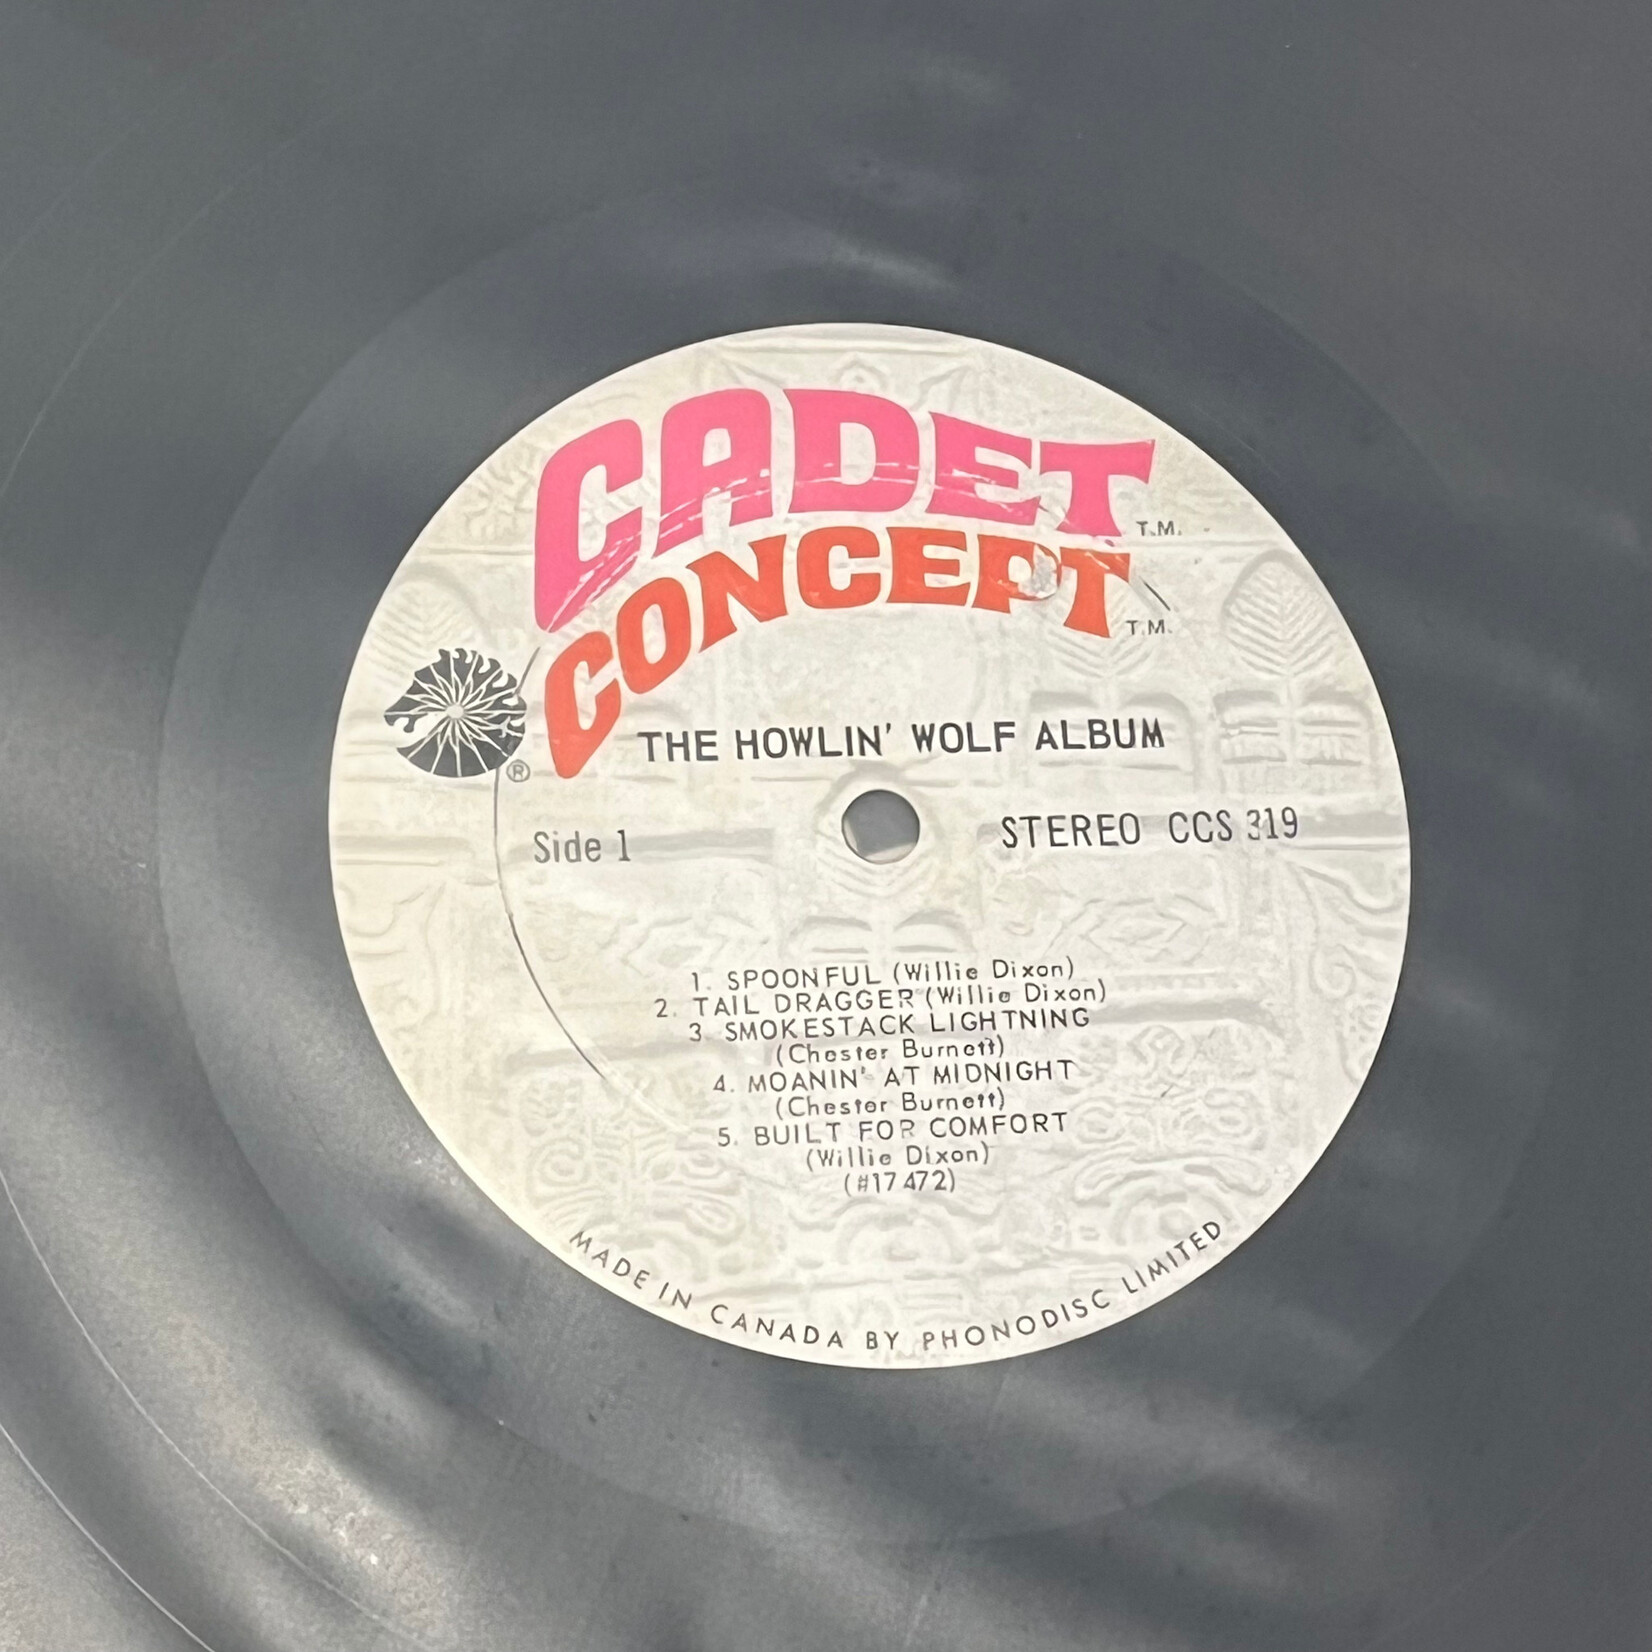 CADET
T.M.
CONCEPT
T.M.
®
THE HOWLIN' WOLF ALBUM
Side 1
STEREO CCS 319
1. SPOONFUL (Willie Dixon)
2. TAIL DRAGGER (Willie Dixon)
3 SMOKESTACK LIGHTNING
(Chester Burnett)
4. MOANIN' AT MIDNIGHT
(Chester Burnett)
5. BUILT FOR COMFORT
(Willie Dixon)
(#17472)
MADE IN CANADA BY PHONODISC LIMITED